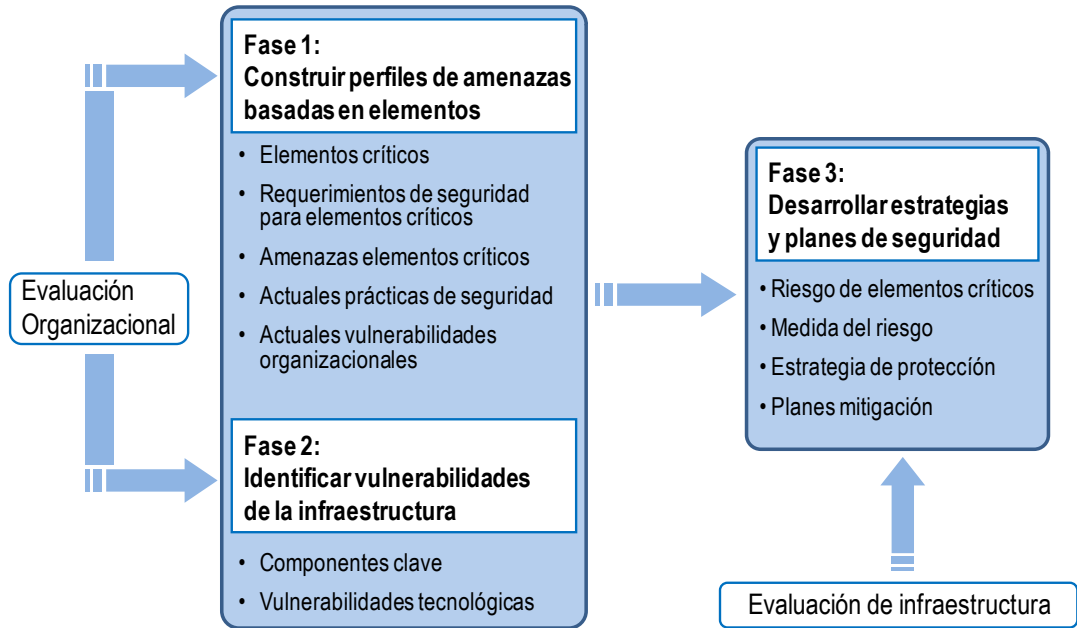 Evaluación
Organizacional
Fase 1:
Construir perfiles de amenazas
basadas en elementos
• Elementos críticos
• Requerimientos de seguridad
para elementos críticos
• Amenazas elementos críticos
• Actuales prácticas de seguridad
• Actuales vulnerabilidades
organizacionales
Fase 2:
Identificar vulnerabilidades
de la infraestructura
• Componentes clave
• Vulnerabilidades tecnológicas
Fase 3:
Desarrollar estrategias
y planes de seguridad
• Riesgo de elementos críticos
• Medida del riesgo
• Estrategia de protección
• Planes mitigación
Evaluación de infraestructura